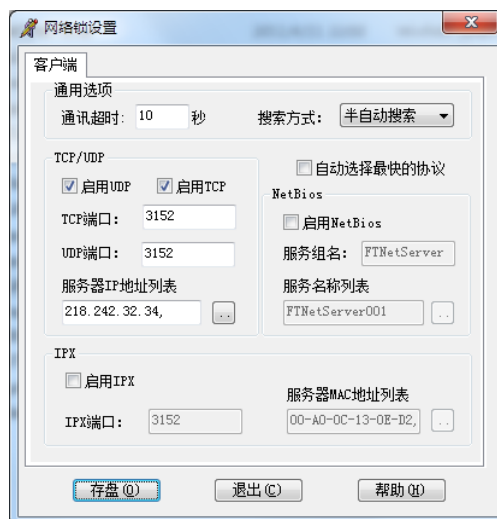 网络锁设置
客户端
通用选项
通讯超时: 10 秒 搜索方式: 半自动搜索
TCP/UDP
启用UDP 启用TCP
TCP端口: 3152
UDP端口: 3152
服务器IP地址列表
218.242.32.34, ..
自动选择最快的协议
NetBios
启用NetBios
服务组名: FTNetServer
服务名称列表
FTNetServer001 ..
IPX
启用IPX
IPX端口: 3152
服务器MAC地址列表
00-A0-0C-13-0E-D2, ..
存盘(O) 退出(C) 帮助(H)